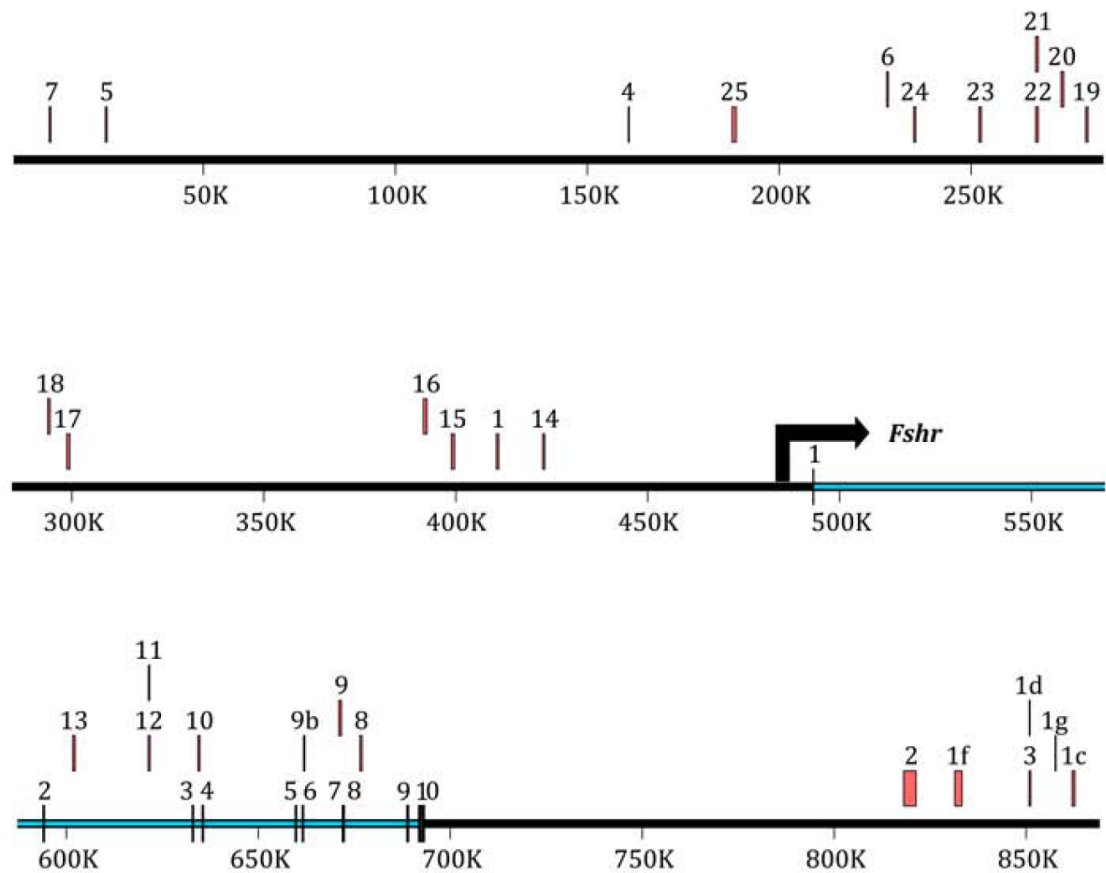 21
6 20
7 5 4 25 24 23 22 19
50K 100K 150K 200K 250K
18 16
17 15 1 14 Fshr
1
300K 350K 400K 450K 500K 550K
11
9 1d
13 12 10 9b 8 1g
2 1f 3 1c
2 3 4 5 6 7 8 9 10
600K 650K 700K 750K 800K 850K